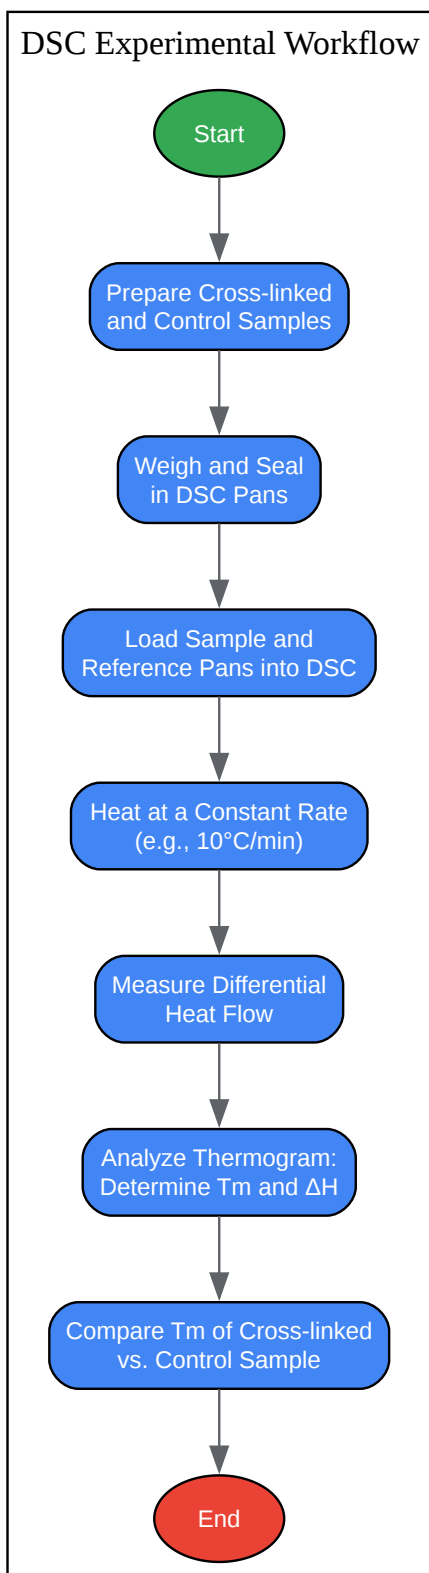 DSC Experimental Workflow
Start
Prepare Cross-linked
and Control Samples
Weigh and Seal
in DSC Pans
Load Sample and
Reference Pans into DSC
Heat at a Constant Rate
(e.g., 10°C/min)
Measure Differential
Heat Flow
Analyze Thermogram:
Determine Tm and ΔH
Compare Tm of Cross-linked
vs. Control Sample
End